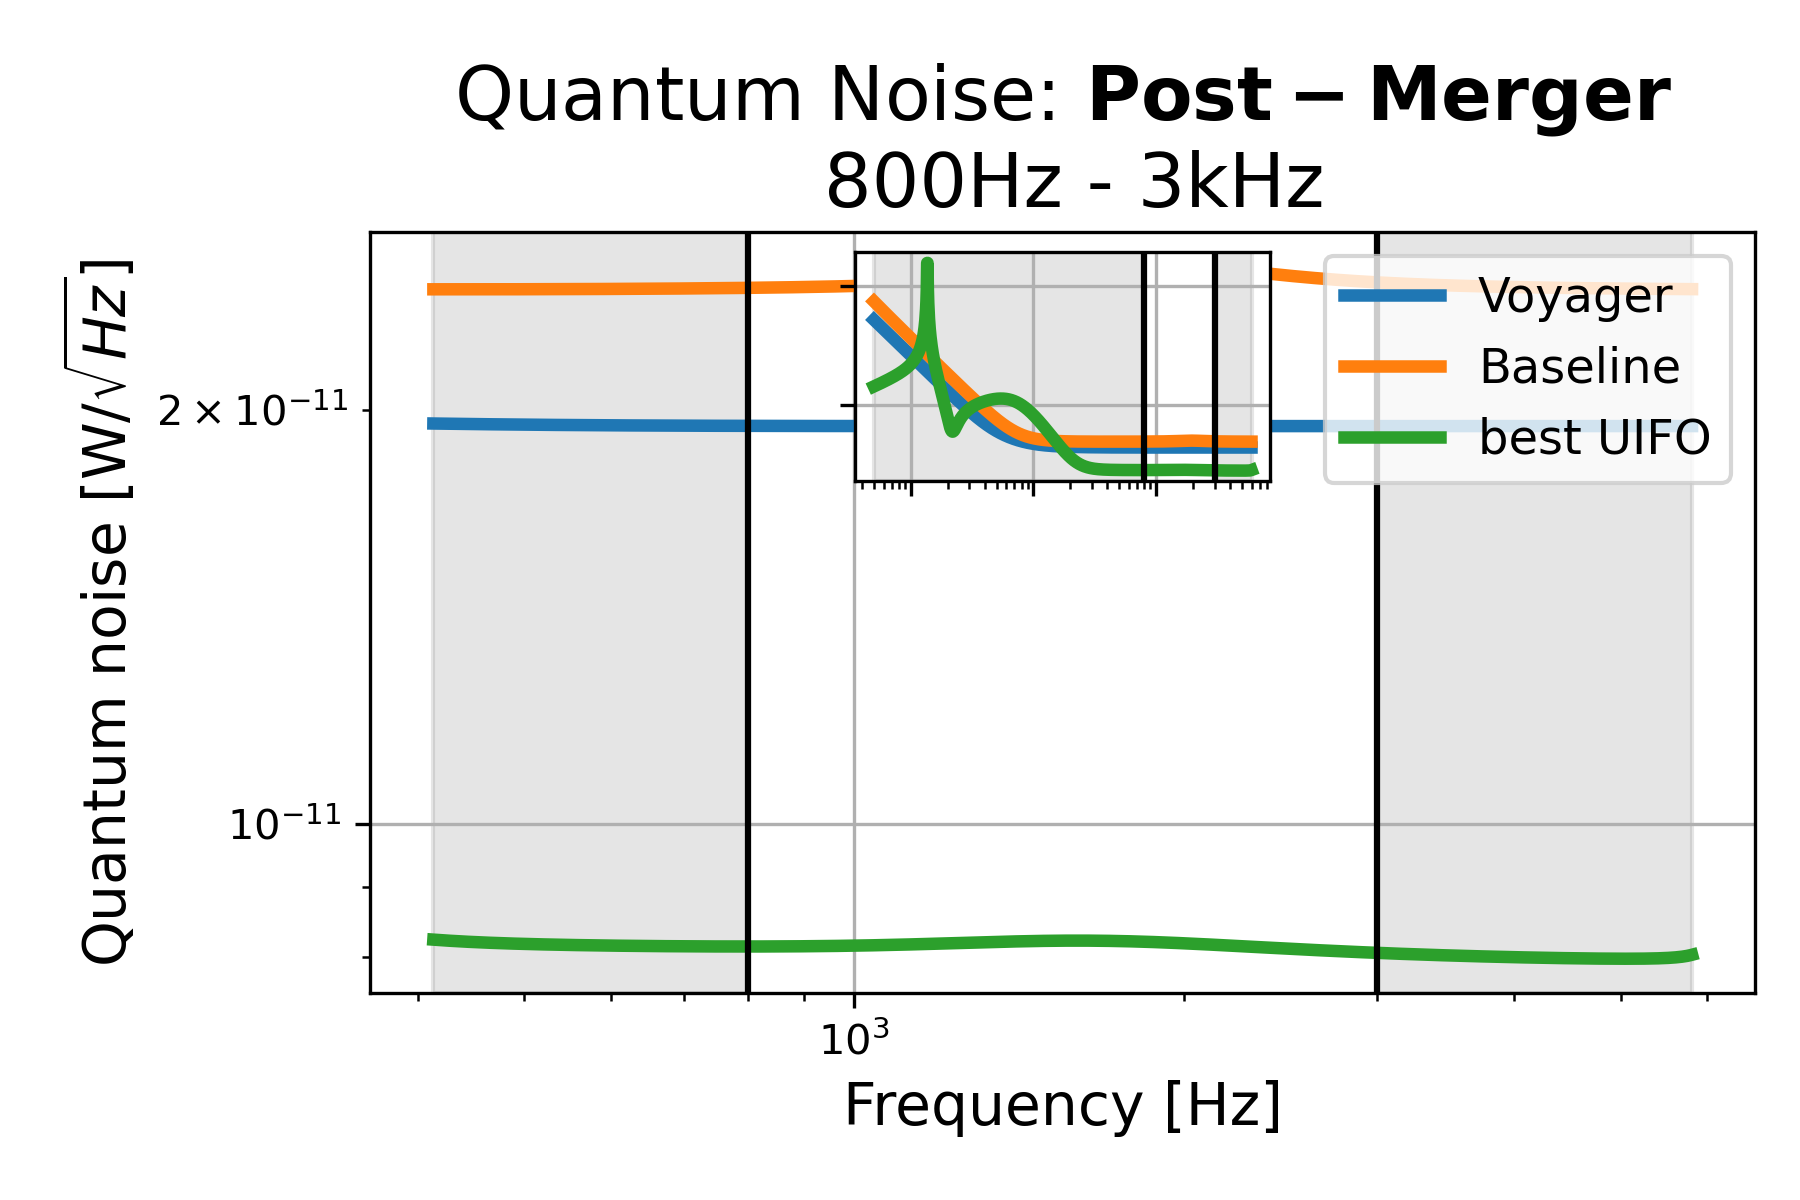 Quantum Noise: Post − Merger
800Hz - 3kHz
Quantum noise [W/√Hz]
2 × 10⁻¹¹
10⁻¹¹
Voyager
Baseline
best UIFO
10³
Frequency [Hz]